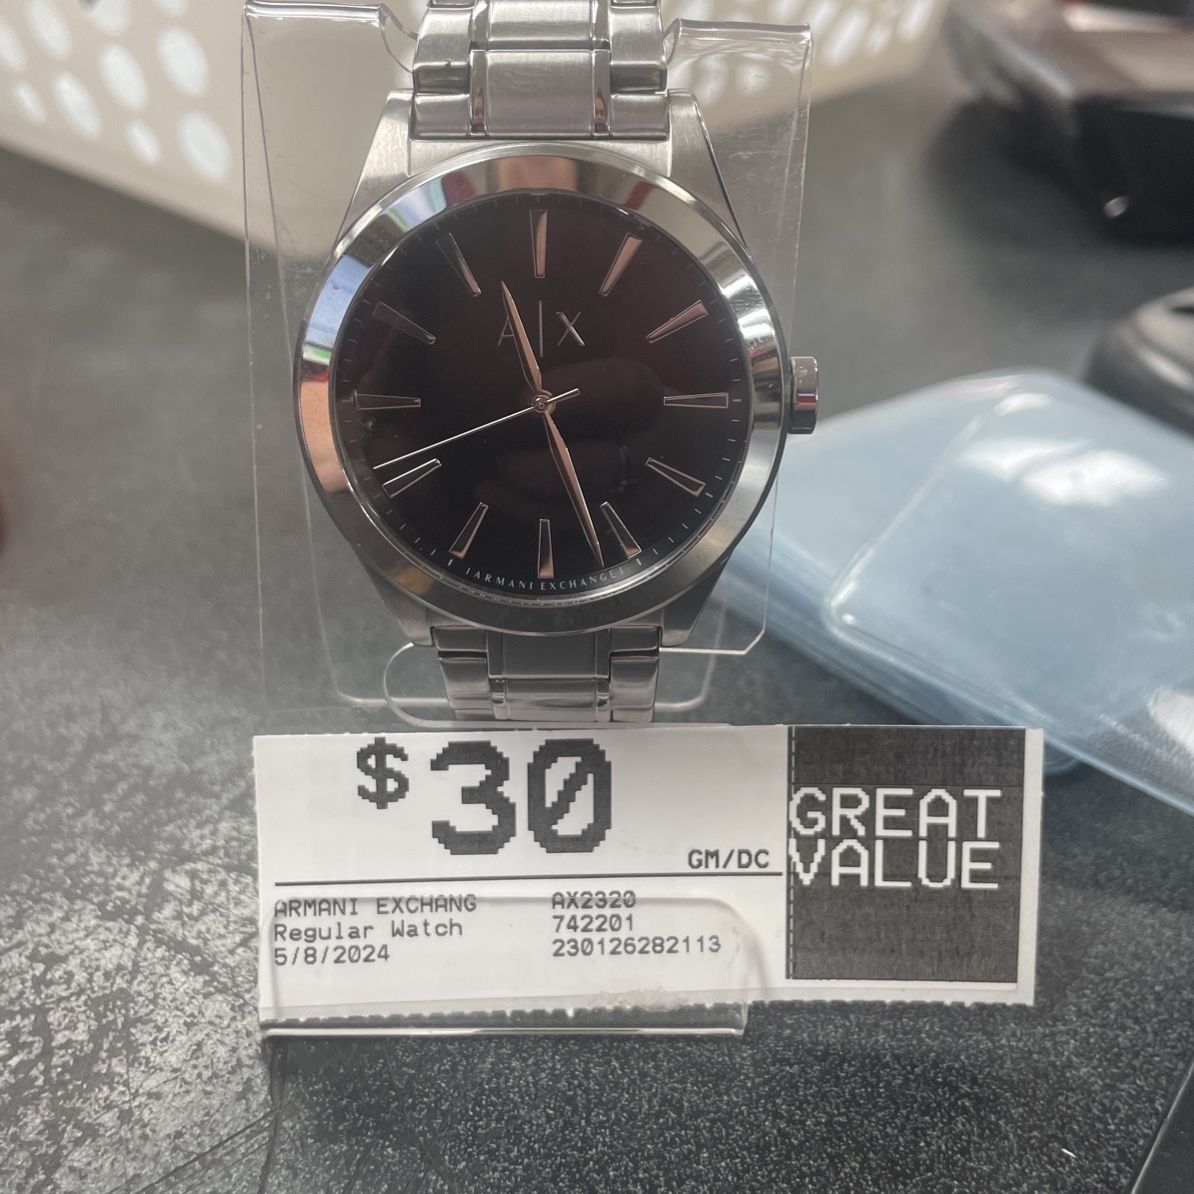 A|X
ARMANI EXCHANGE
$30
GM/DC
GREAT
VALUE
ARMANI EXCHANG AX2320
Regular Watch 742201
5/8/2024 230126282113